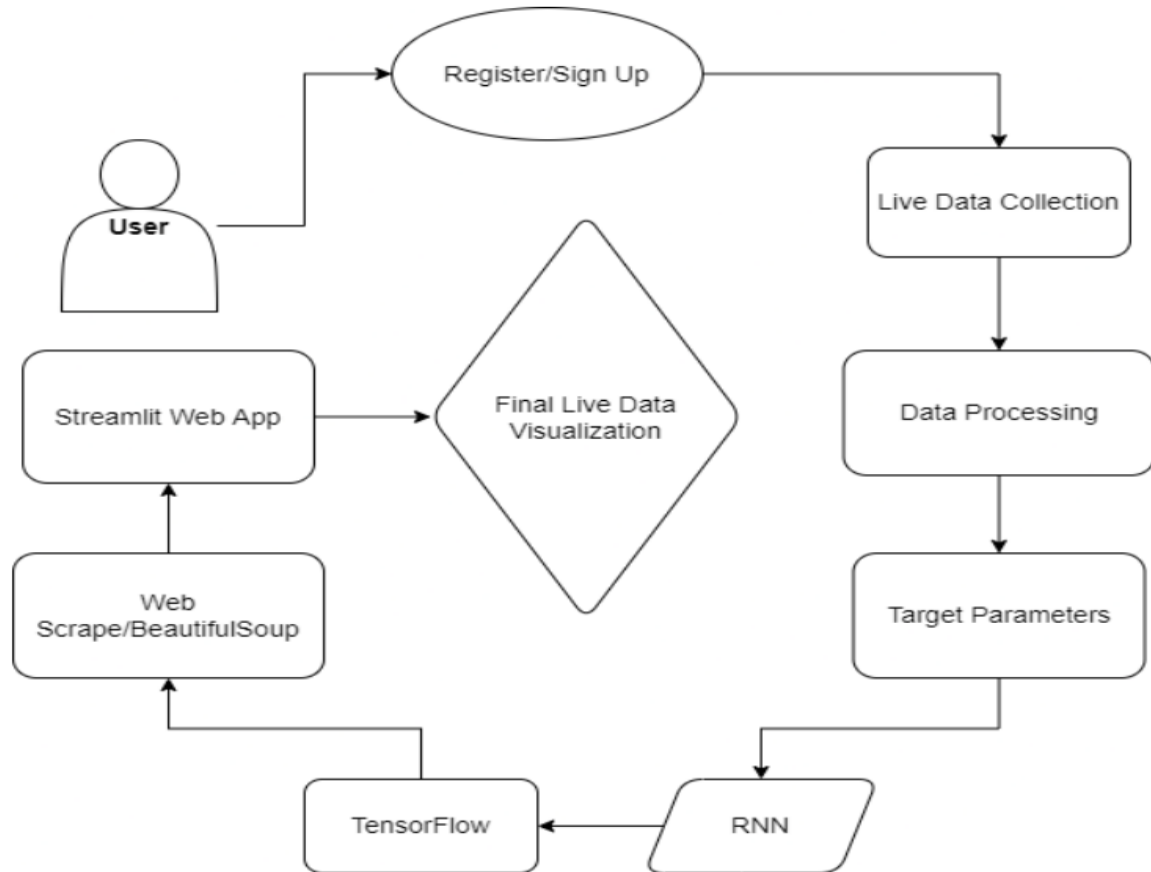 Register/Sign Up
User
Live Data Collection
Final Live Data
Visualization
Streamlit Web App
Data Processing
Web
Scrape/BeautifulSoup
Target Parameters
TensorFlow
RNN